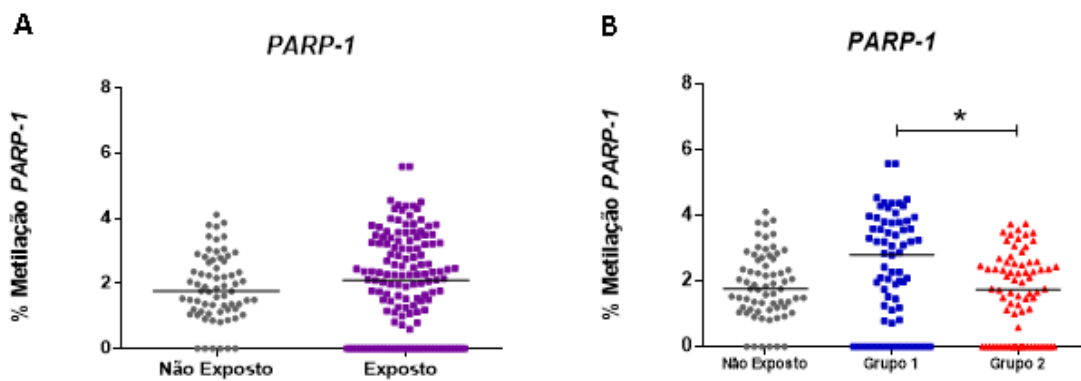 A
PARP-1
% Metilação PARP-1
8
6
4
2
0
Não Exposto Exposto
B
PARP-1
% Metilação PARP-1
8
6
4
2
0
*
Não Exposto Grupo 1 Grupo 2